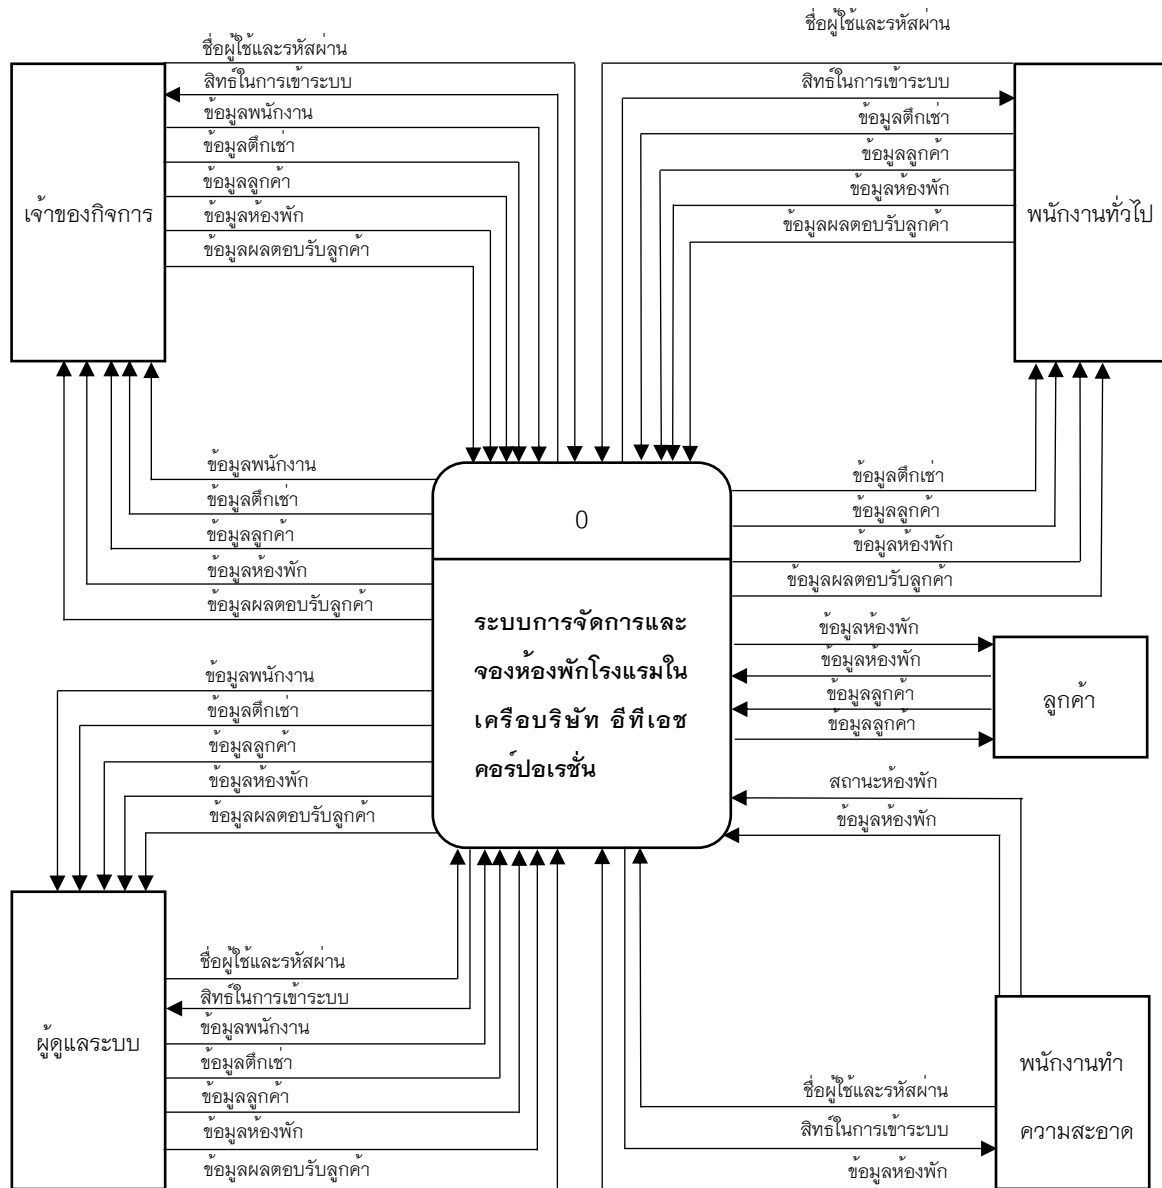 ชื่อผู้ใช้และรหัสผ่าน
สิทธ์ในการเข้าระบบ
ข้อมูลพนักงาน
ข้อมูลตึกเช่า
ข้อมูลลูกค้า
ข้อมูลห้องพัก
ข้อมูลผลตอบรับลูกค้า
เจ้าของกิจการ
ชื่อผู้ใช้และรหัสผ่าน
สิทธ์ในการเข้าระบบ
ข้อมูลตึกเช่า
ข้อมูลลูกค้า
ข้อมูลห้องพัก
ข้อมูลผลตอบรับลูกค้า
พนักงานทั่วไป
ข้อมูลพนักงาน
ข้อมูลตึกเช่า
ข้อมูลลูกค้า
ข้อมูลห้องพัก
ข้อมูลผลตอบรับลูกค้า
0
ระบบการจัดการและ
จองห้องพักโรงแรมใน
เครือบริษัท อีทีเอช
คอร์ปอเรชั่น
ข้อมูลตึกเช่า
ข้อมูลลูกค้า
ข้อมูลห้องพัก
ข้อมูลผลตอบรับลูกค้า
ข้อมูลห้องพัก
ข้อมูลห้องพัก
ข้อมูลลูกค้า
ข้อมูลลูกค้า
ลูกค้า
ข้อมูลพนักงาน
ข้อมูลตึกเช่า
ข้อมูลลูกค้า
ข้อมูลห้องพัก
ข้อมูลผลตอบรับลูกค้า
สถานะห้องพัก
ข้อมูลห้องพัก
ชื่อผู้ใช้และรหัสผ่าน
สิทธ์ในการเข้าระบบ
ข้อมูลพนักงาน
ข้อมูลตึกเช่า
ข้อมูลลูกค้า
ข้อมูลห้องพัก
ข้อมูลผลตอบรับลูกค้า
ผู้ดูแลระบบ
ชื่อผู้ใช้และรหัสผ่าน
สิทธ์ในการเข้าระบบ
ข้อมูลห้องพัก
พนักงานทำ
ความสะอาด